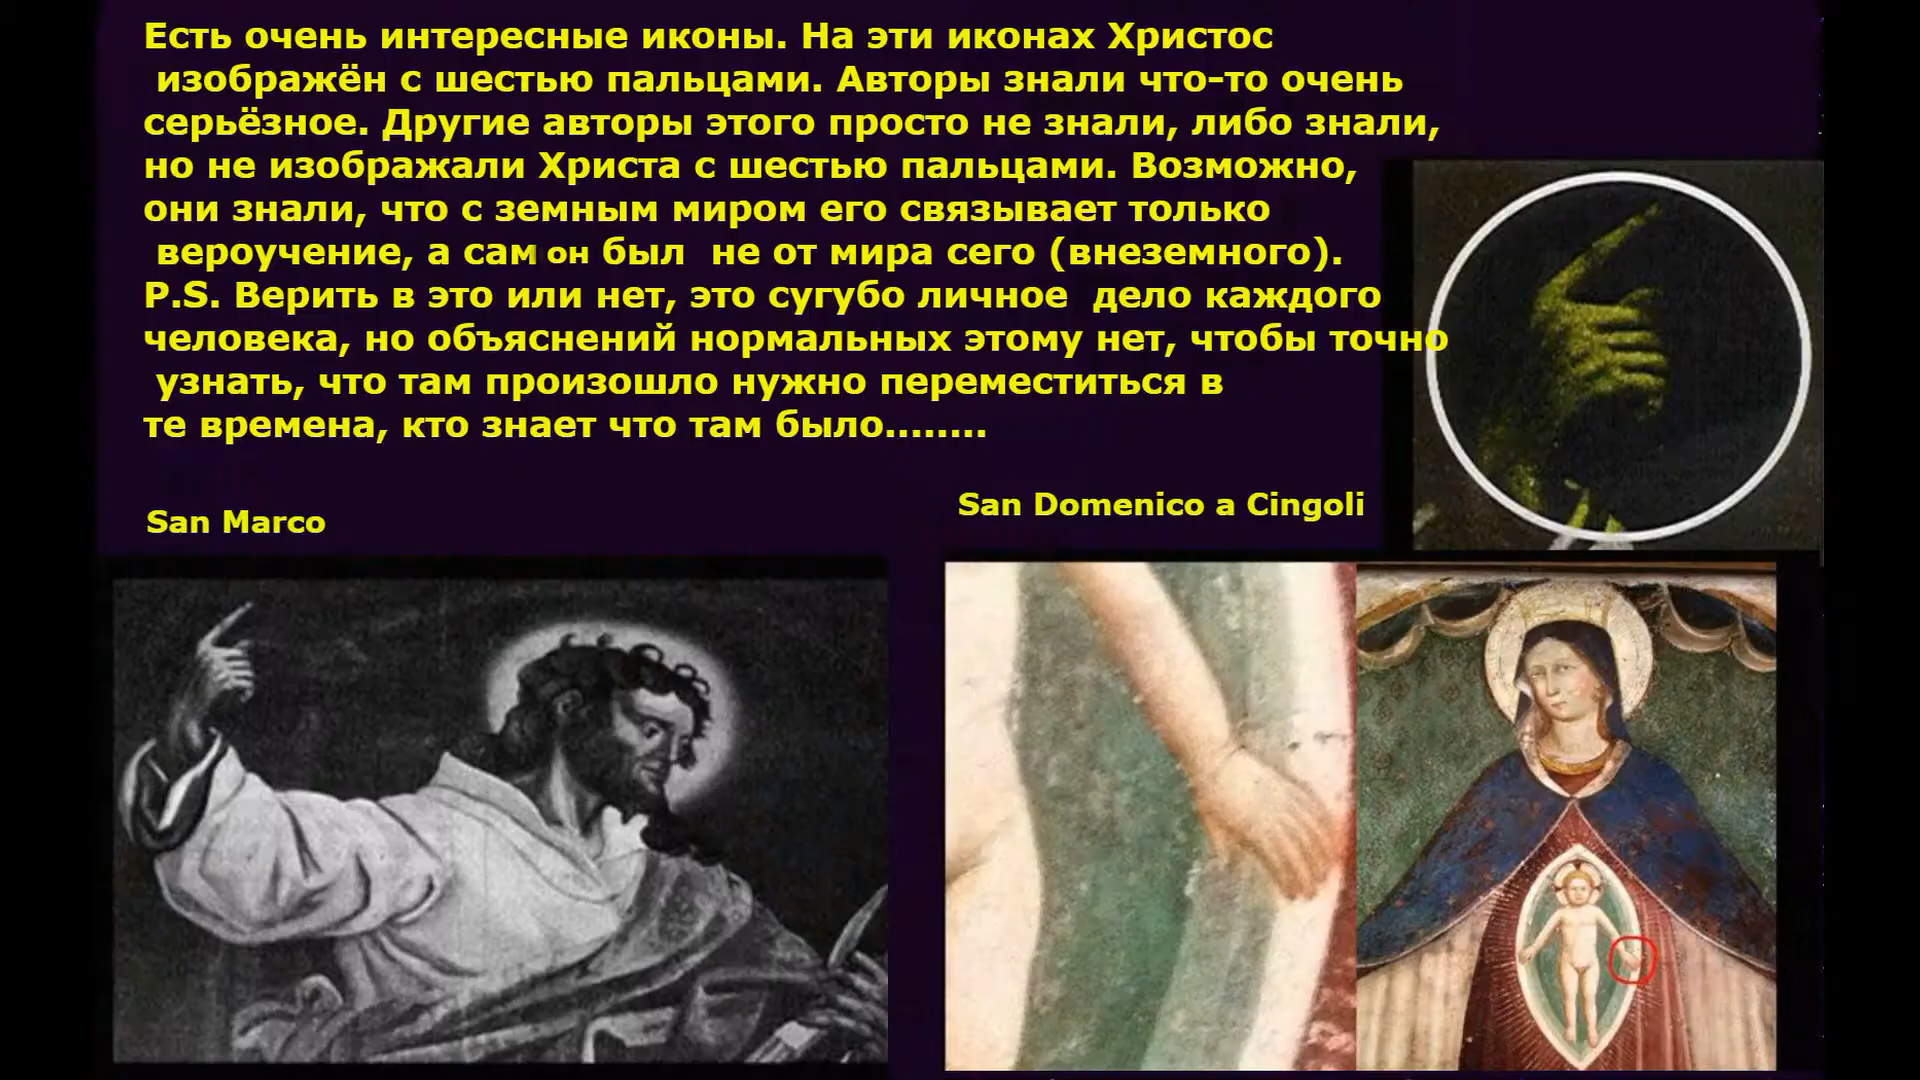 Есть очень интересные иконы. На эти иконах Христос
изображён с шестью пальцами. Авторы знали что-то очень
серьёзное. Другие авторы этого просто не знали, либо знали,
но не изображали Христа с шестью пальцами. Возможно,
они знали, что с земным миром его связывает только
вероучение, а сам он был не от мира сего (внеземного).
P.S. Верить в это или нет, это сугубо личное дело каждого
человека, но объяснений нормальных этому нет, чтобы точно
узнать, что там произошло нужно переместиться в
те времена, кто знает что там было........
San Domenico a Cingoli
San Marco